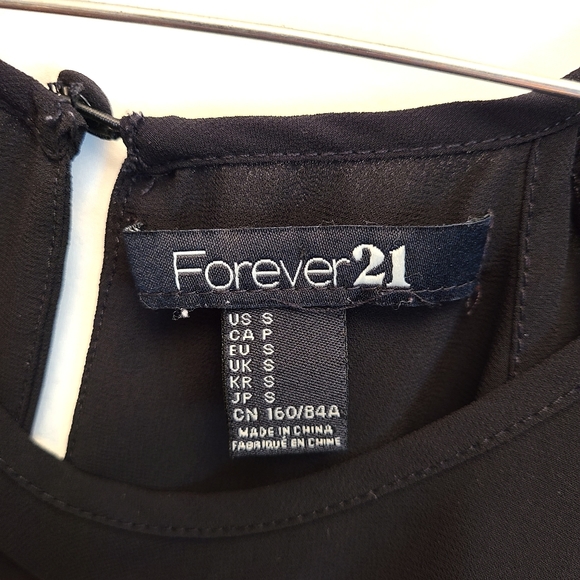 Forever21
US S
CA P
EU S
UK S
KR S
JP S
CN 160/84A
MADE IN CHINA
FABRIQUÉ EN CHINE